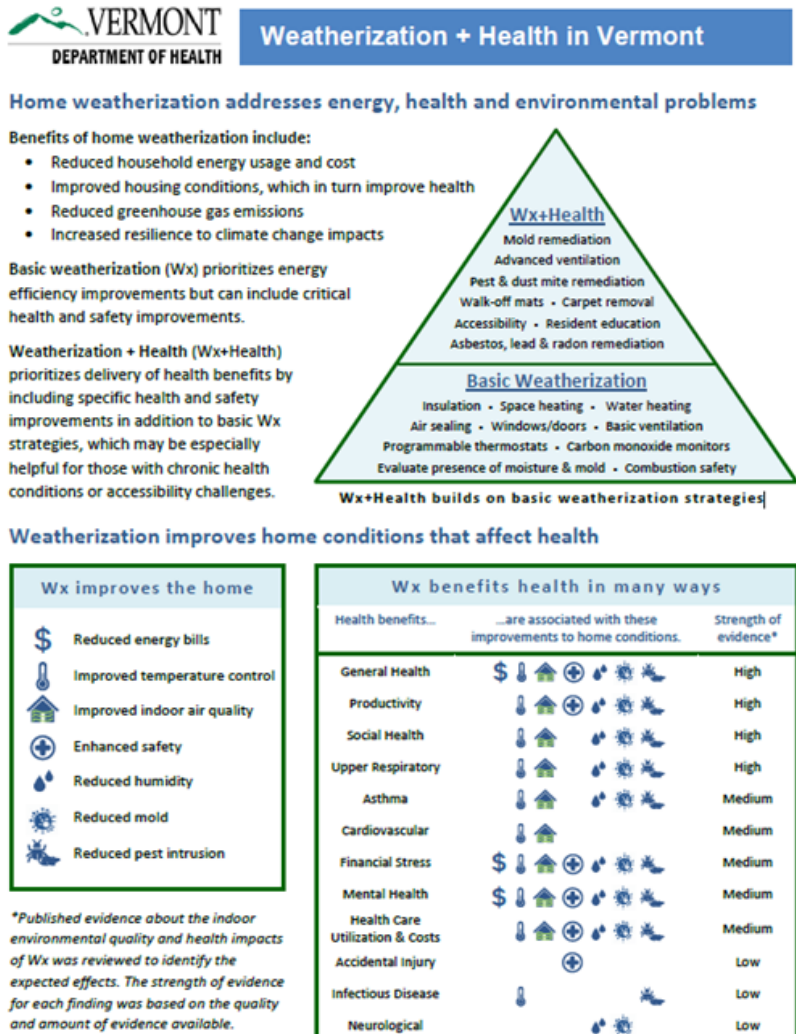 VERMONT
DEPARTMENT OF HEALTH
Weatherization + Health in Vermont
Home weatherization addresses energy, health and environmental problems
Benefits of home weatherization include:
• Reduced household energy usage and cost
• Improved housing conditions, which in turn improve health
• Reduced greenhouse gas emissions
• Increased resilience to climate change impacts
Basic weatherization (Wx) prioritizes energy
efficiency improvements but can include critical
health and safety improvements.
Weatherization + Health (Wx+Health)
prioritizes delivery of health benefits by
including specific health and safety
improvements in addition to basic Wx
strategies, which may be especially
helpful for those with chronic health
conditions or accessibility challenges.
Wx+Health
Mold remediation
Advanced ventilation
Pest & dust mite remediation
Walk-off mats • Carpet removal
Accessibility • Resident education
Asbestos, lead & radon remediation
Basic Weatherization
Insulation • Space heating • Water heating
Air sealing • Windows/doors • Basic ventilation
Programmable thermostats • Carbon monoxide monitors
Evaluate presence of moisture & mold • Combustion safety
Wx+Health builds on basic weatherization strategies
Weatherization improves home conditions that affect health
Wx improves the home
$ Reduced energy bills
Improved temperature control
Improved indoor air quality
Enhanced safety
Reduced humidity
Reduced mold
Reduced pest intrusion
*Published evidence about the indoor
environmental quality and health impacts
of Wx was reviewed to identify the
expected effects. The strength of evidence
for each finding was based on the quality
and amount of evidence available.
Wx benefits health in many ways
Health benefits... ...are associated with these Strength of
improvements to home conditions. evidence*
General Health $ High
Productivity High
Social Health High
Upper Respiratory High
Asthma Medium
Cardiovascular Medium
Financial Stress $ Medium
Mental Health $ Medium
Health Care
Utilization & Costs Medium
Accidental Injury Low
Infectious Disease Low
Neurological Low